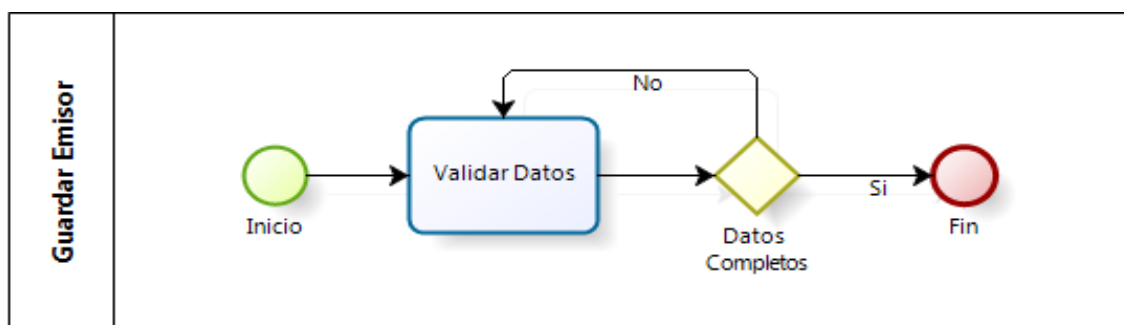 Guardar Emisor
No
Validar Datos
Si
Inicio
Datos
Completos
Fin